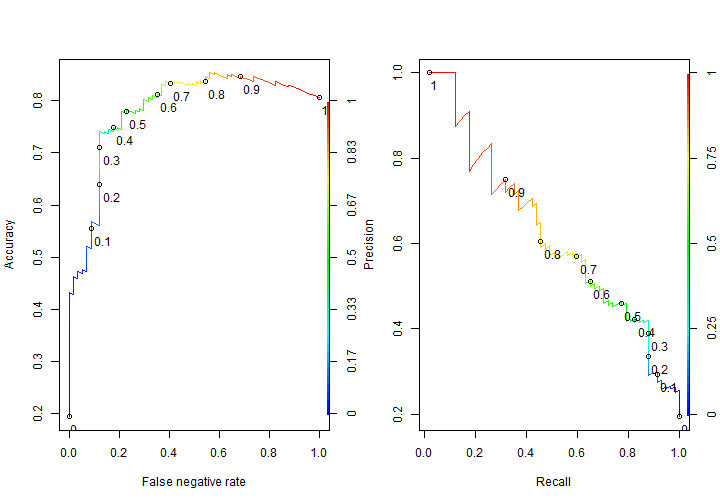 Accuracy
0.2 0.3 0.4 0.5 0.6 0.7 0.8
0.0 0.2 0.4 0.6 0.8 1.0
False negative rate
0 0.17 0.33 0.5 0.67 0.83 1
0.1 0.2 0.3 0.4 0.5 0.6 0.7 0.8 0.9 1
Precision
0.2 0.4 0.6 0.8 1.0
0.0 0.2 0.4 0.6 0.8 1.0
Recall
0 0.25 0.5 0.75 1
1 0.9 0.8 0.7 0.6 0.5 0.4 0.3 0.2 0.1